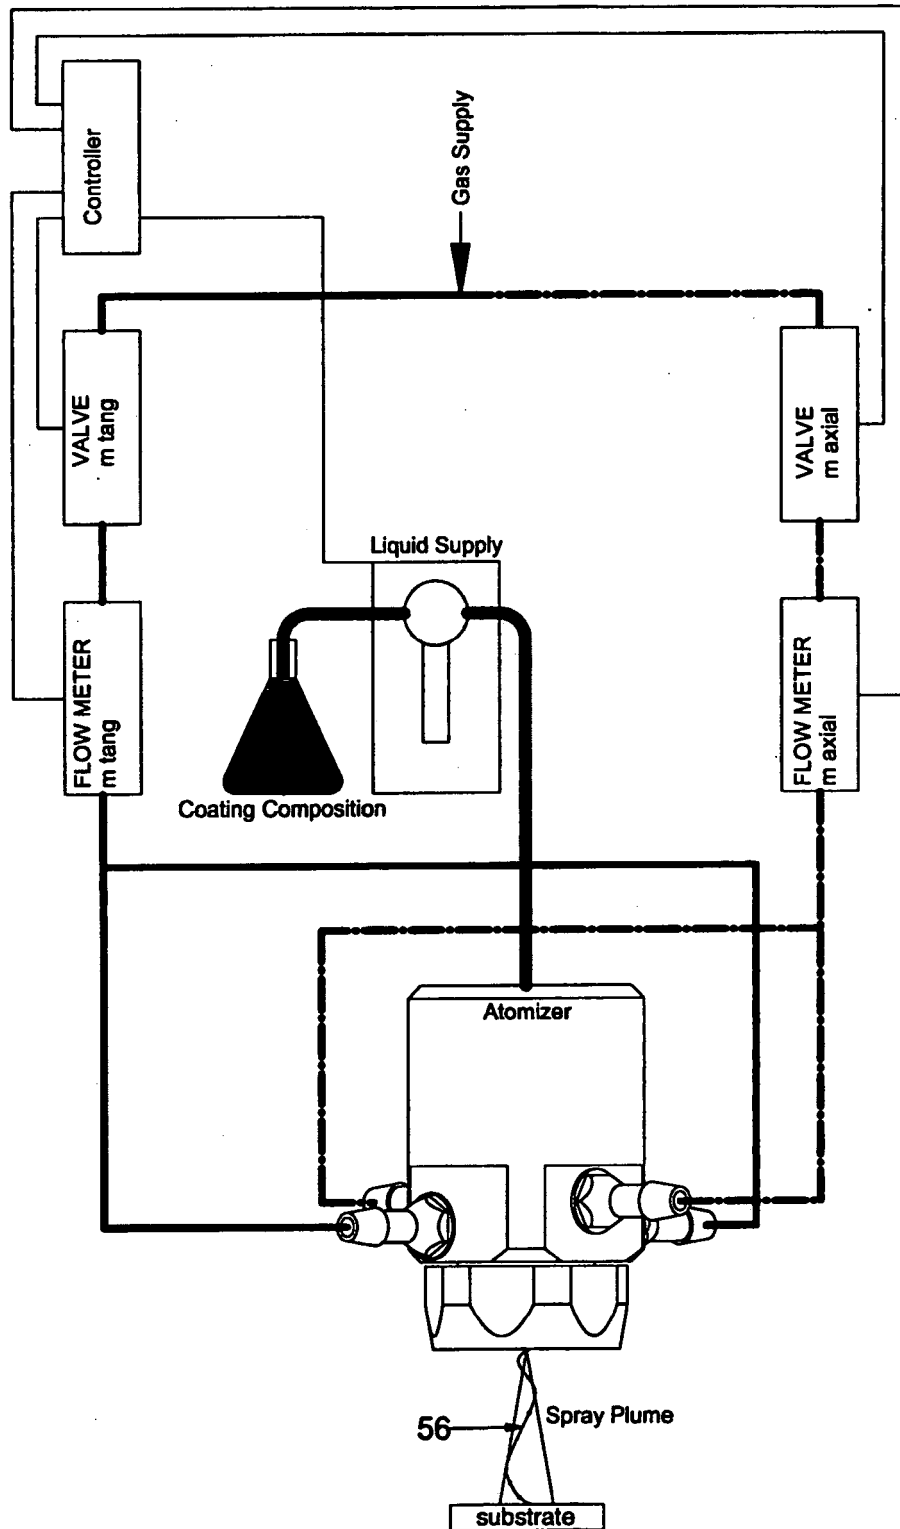 Controller
Gas Supply
VALVE
m tang
VALVE
m axial
Liquid Supply
FLOW METER
m tang
FLOW METER
m axial
Coating Composition
Atomizer
56
Spray Plume
substrate